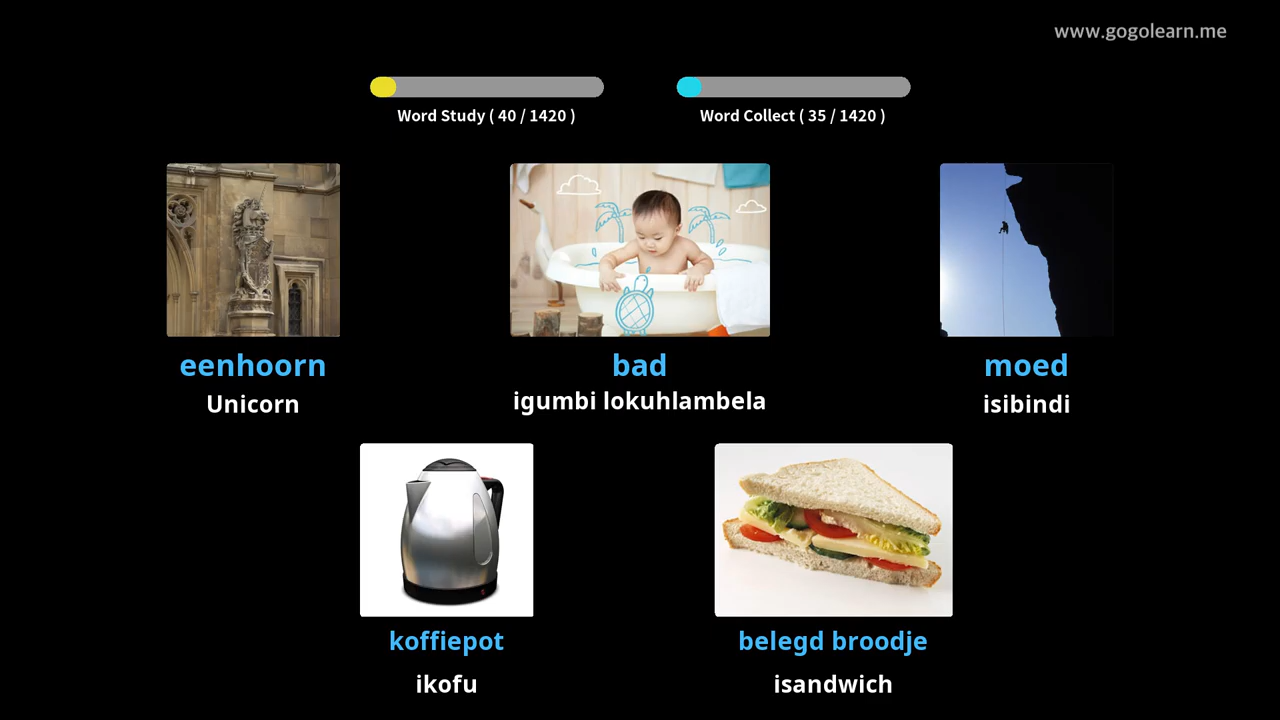 www.gogolearn.me
Word Study ( 40 / 1420 )
Word Collect ( 35 / 1420 )
eenhoorn
Unicorn
bad
igumbi lokuhlambela
moed
isibindi
koffiepot
ikofu
belegd broodje
isandwich